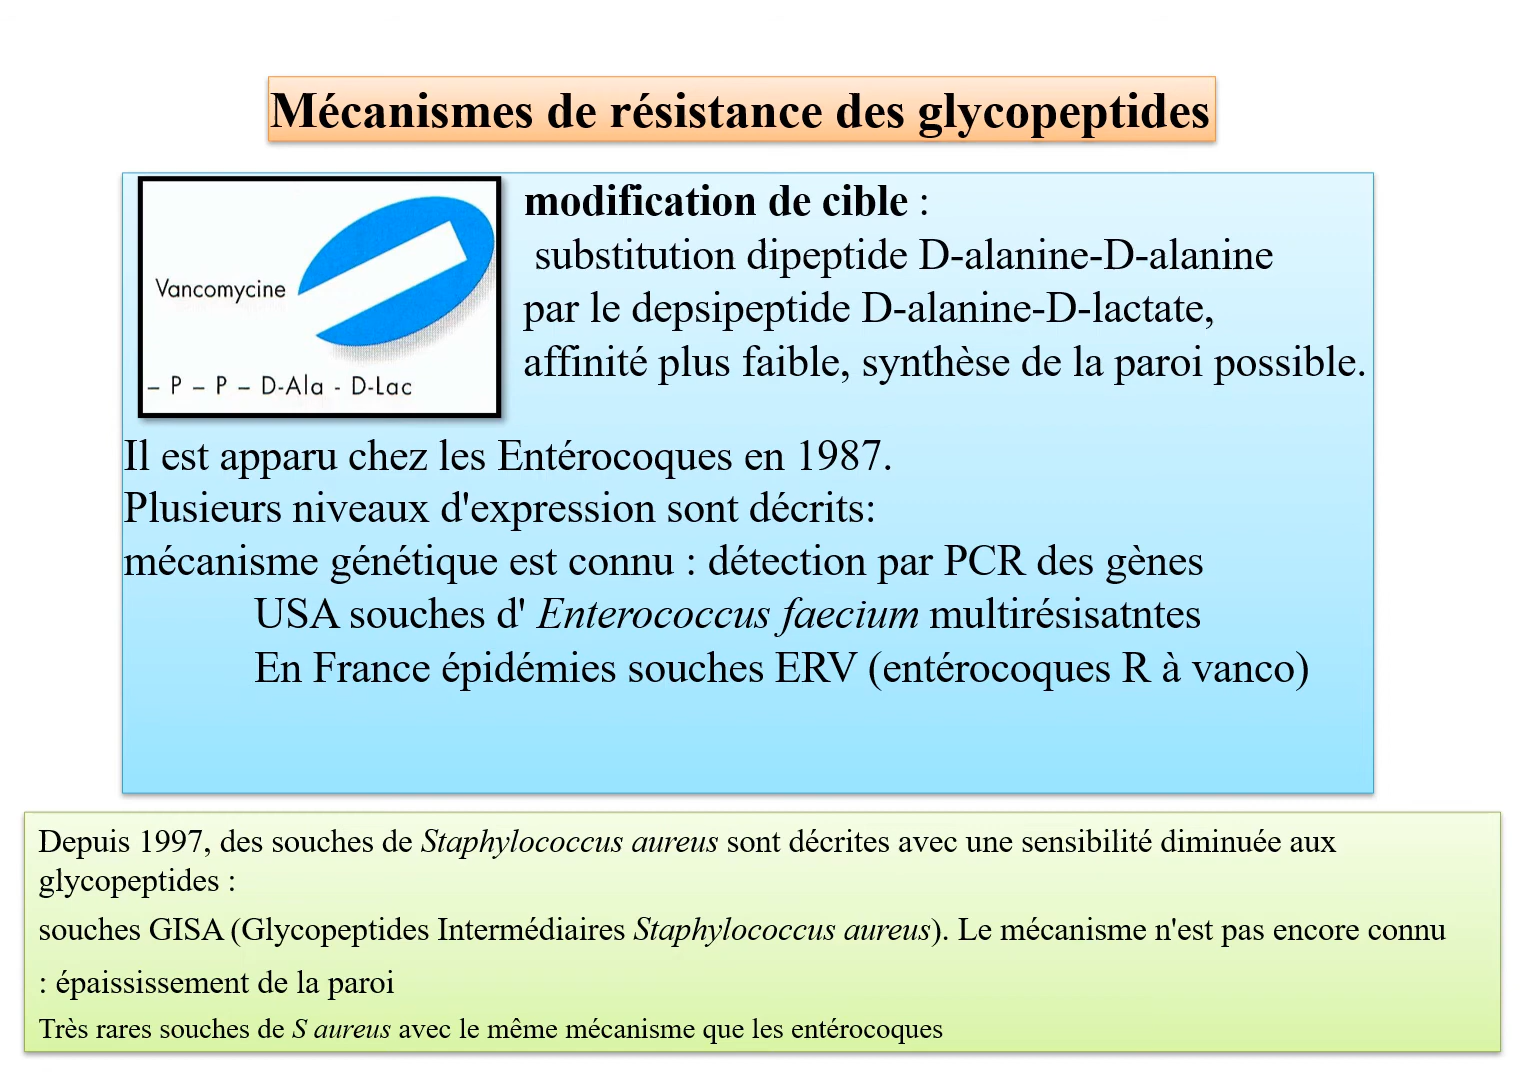 Mécanismes de résistance des glycopeptides
modification de cible :
substitution dipeptide D-alanine-D-alanine
par le depsipeptide D-alanine-D-lactate,
affinité plus faible, synthèse de la paroi possible.
Vancomycine
– P – P – D-Ala - D-Lac
Il est apparu chez les Entérocoques en 1987.
Plusieurs niveaux d'expression sont décrits:
mécanisme génétique est connu : détection par PCR des gènes
USA souches d' Enterococcus faecium multirésisatntes
En France épidémies souches ERV (entérocoques R à vanco)
Depuis 1997, des souches de Staphylococcus aureus sont décrites avec une sensibilité diminuée aux
glycopeptides :
souches GISA (Glycopeptides Intermédiaires Staphylococcus aureus). Le mécanisme n'est pas encore connu
: épaississement de la paroi
Très rares souches de S aureus avec le même mécanisme que les entérocoques